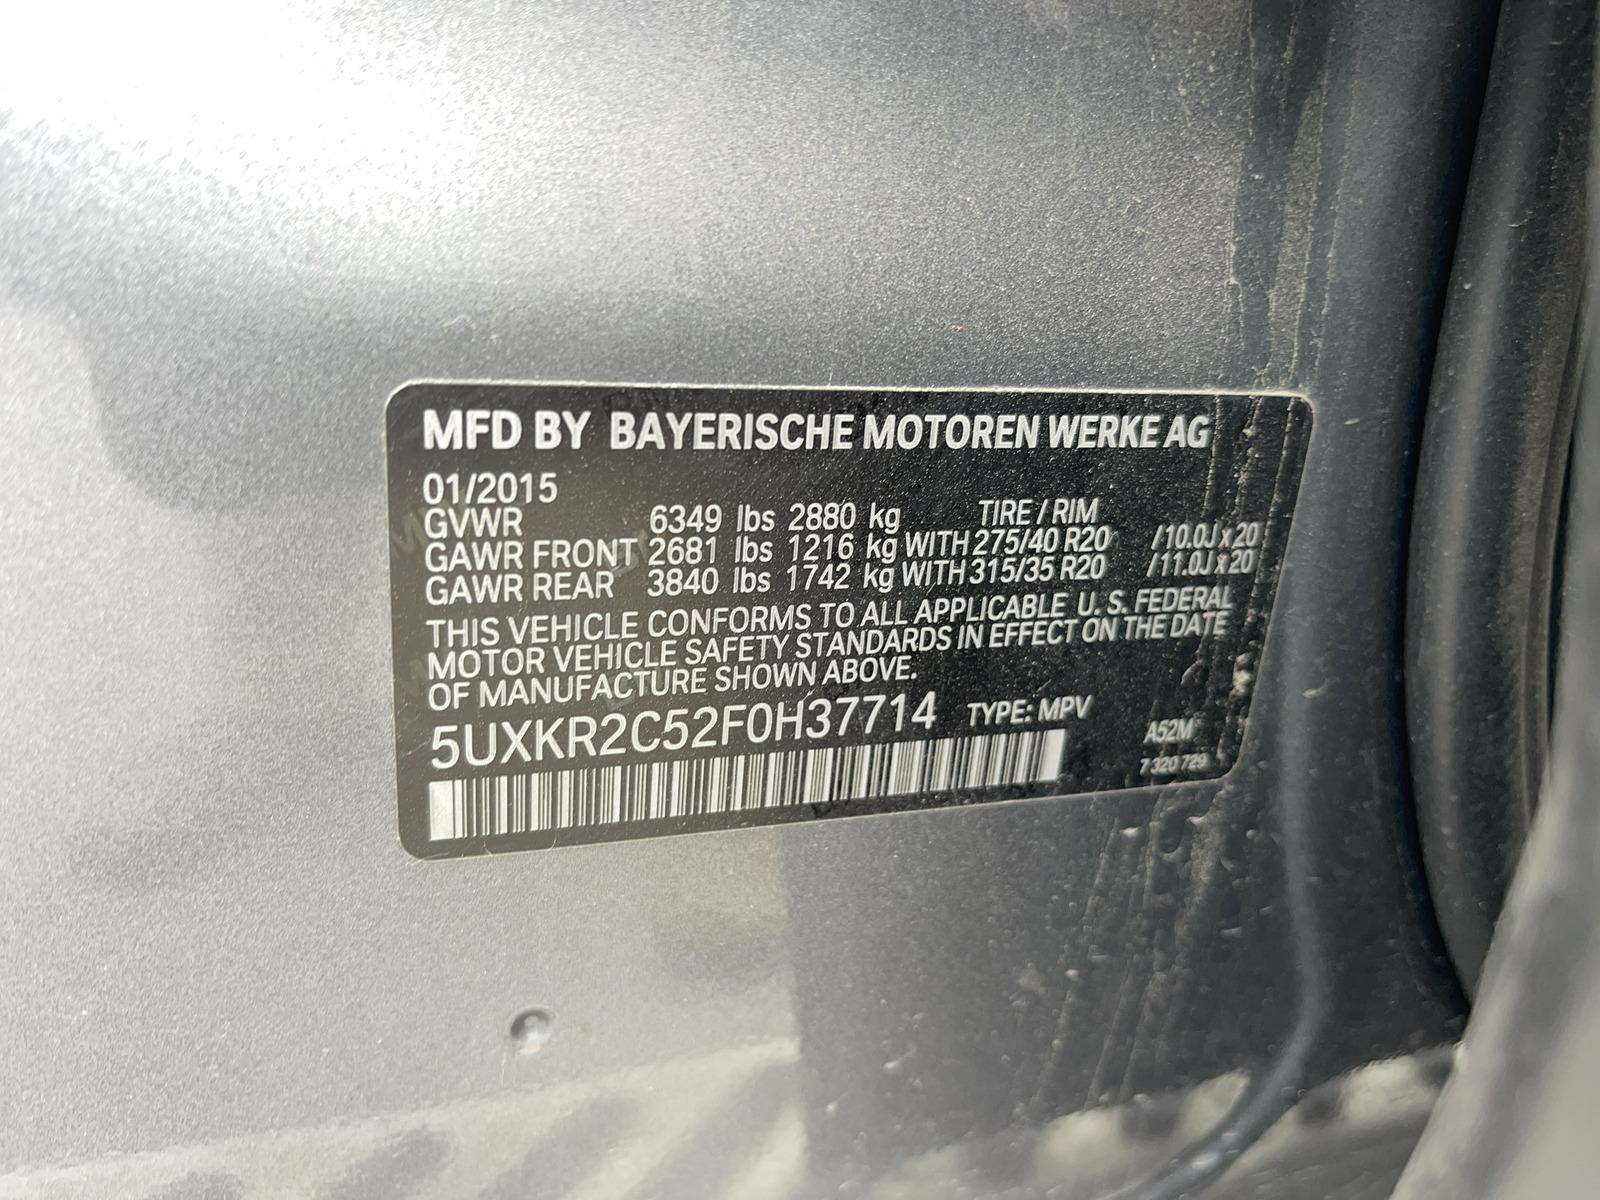 MFD BY BAYERISCHE MOTOREN WERKE AG
01/2015
GVWR 6349 lbs 2880 kg TIRE / RIM
GAWR FRONT 2681 lbs 1216 kg WITH 275/40 R20 /10.0J x 20
GAWR REAR 3840 lbs 1742 kg WITH 315/35 R20 /11.0J x 20
THIS VEHICLE CONFORMS TO ALL APPLICABLE U. S. FEDERAL
MOTOR VEHICLE SAFETY STANDARDS IN EFFECT ON THE DATE
OF MANUFACTURE SHOWN ABOVE.
5UXKR2C52F0H37714 TYPE: MPV
A52M
7 320 729